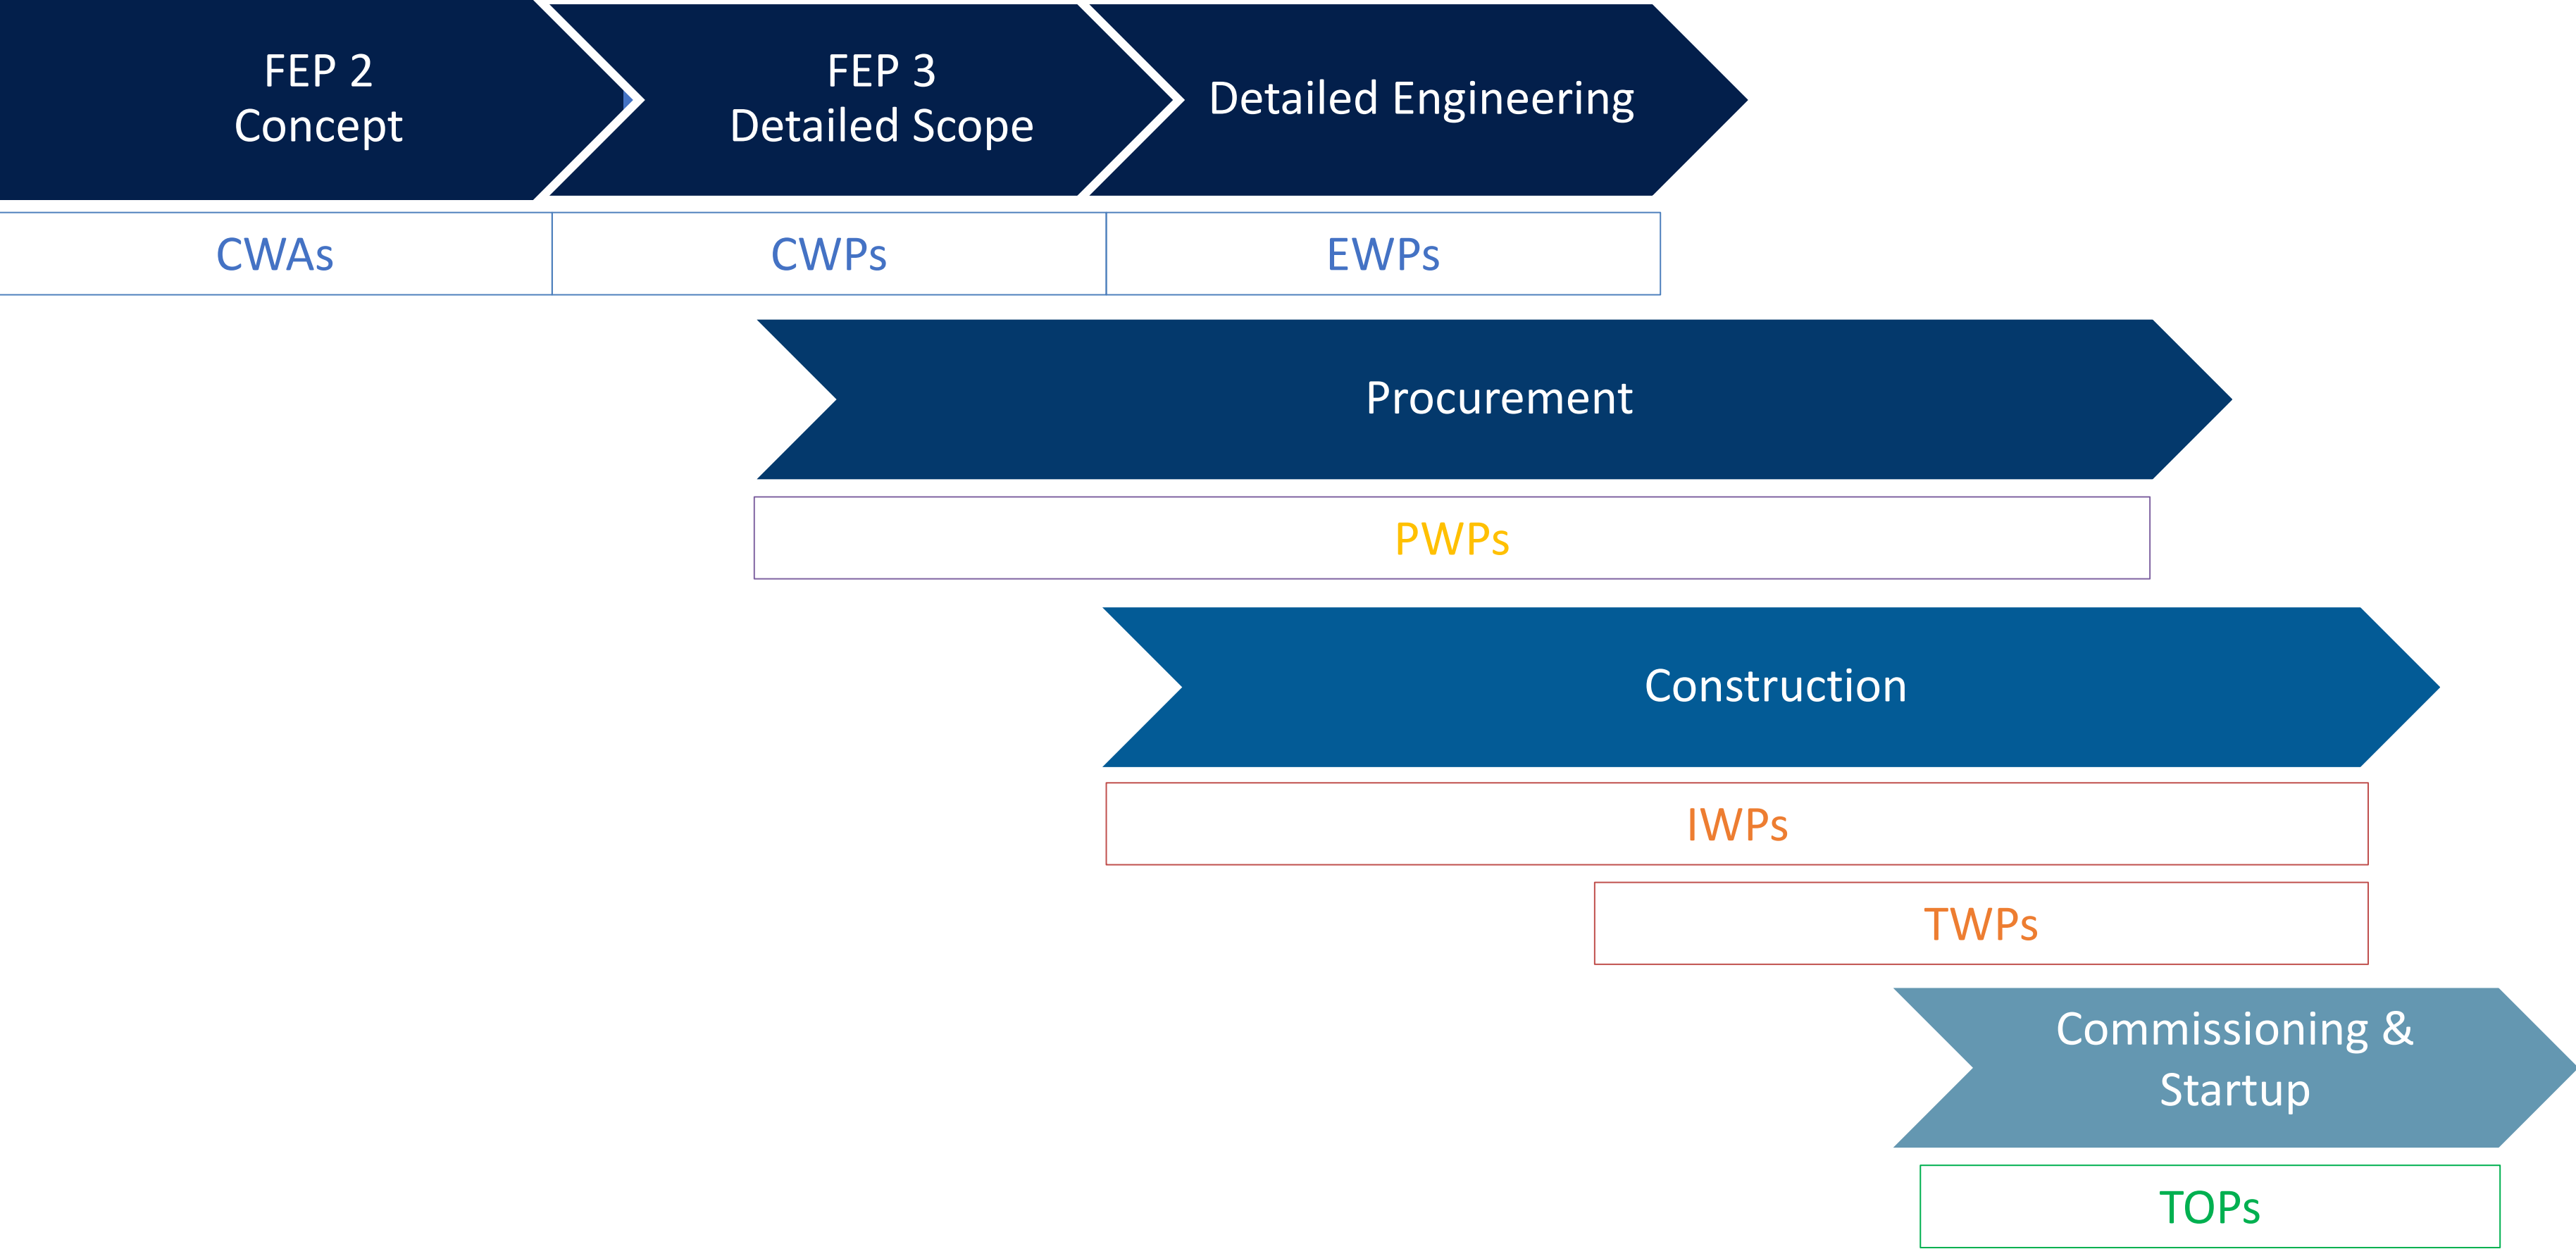 FEP 2
Concept
FEP 3
Detailed Scope
Detailed Engineering
CWAs
CWPs
EWPs
Procurement
PWPs
Construction
IWPs
TWPs
Commissioning &
Startup
TOPs